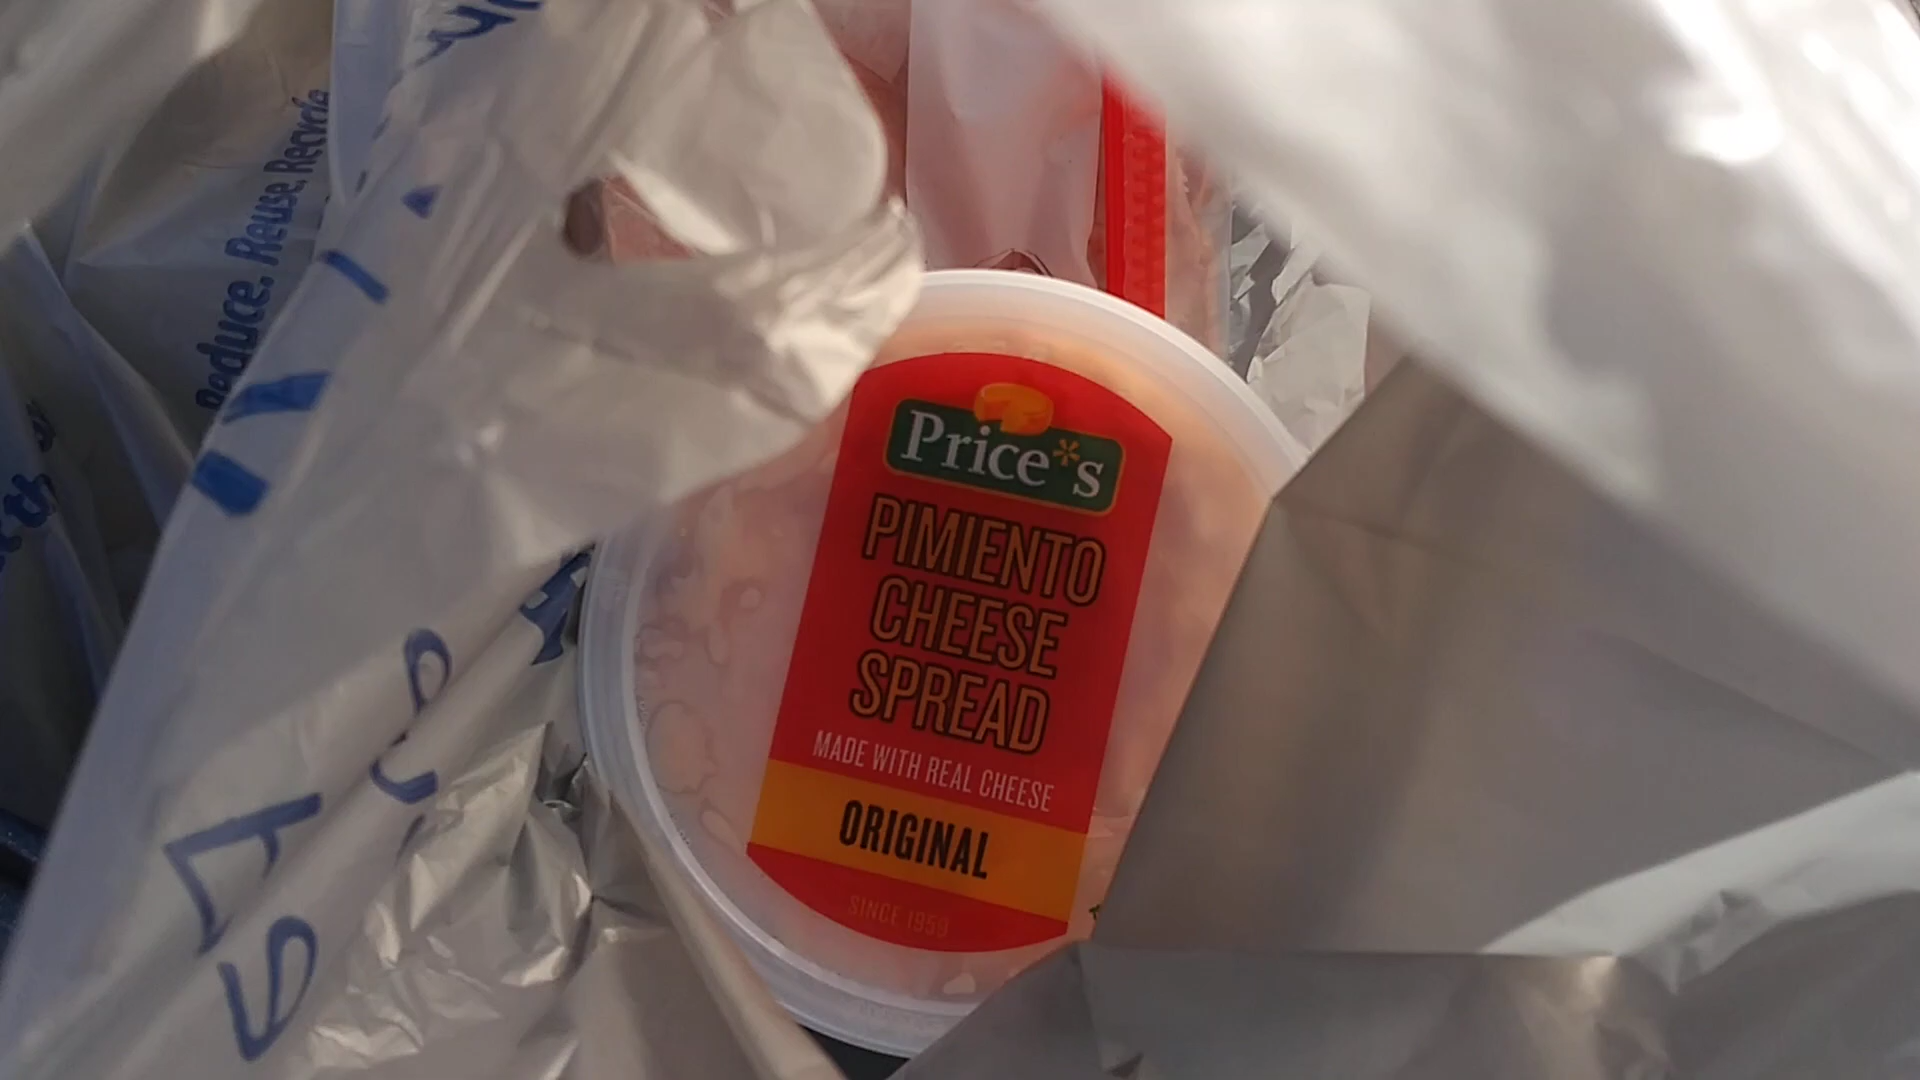 Reduce. Reuse. Recycle
Price*s
PIMIENTO
CHEESE
SPREAD
MADE WITH REAL CHEESE
ORIGINAL
SINCE 1959